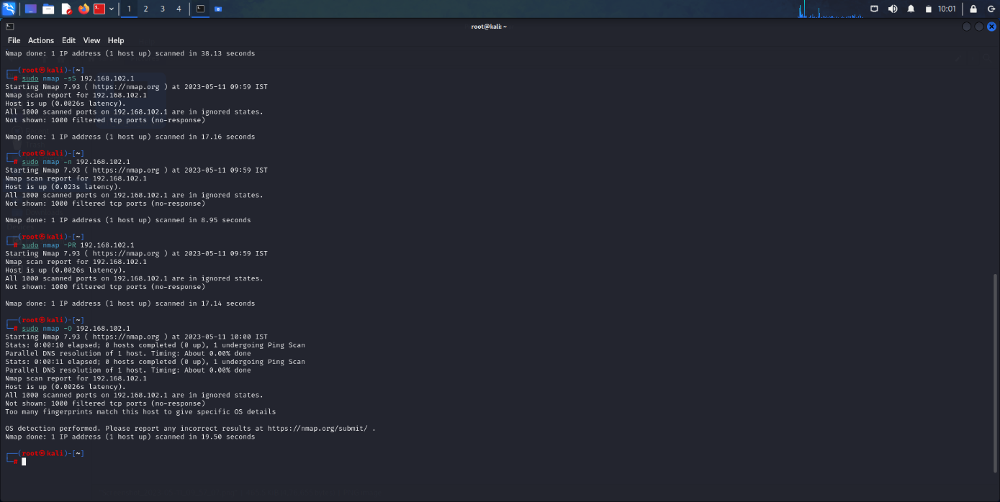 1 2 3 4 10:01
root@kali: ~
File Actions Edit View Help
Nmap done: 1 IP address (1 host up) scanned in 38.13 seconds
┌──(root㉿kali)-[~]
└─# sudo nmap -sS 192.168.102.1
Starting Nmap 7.93 ( https://nmap.org ) at 2023-05-11 09:59 IST
Nmap scan report for 192.168.102.1
Host is up (0.0026s latency).
All 1000 scanned ports on 192.168.102.1 are in ignored states.
Not shown: 1000 filtered tcp ports (no-response)
Nmap done: 1 IP address (1 host up) scanned in 17.16 seconds
┌──(root㉿kali)-[~]
└─# sudo nmap -n 192.168.102.1
Starting Nmap 7.93 ( https://nmap.org ) at 2023-05-11 09:59 IST
Nmap scan report for 192.168.102.1
Host is up (0.023s latency).
All 1000 scanned ports on 192.168.102.1 are in ignored states.
Not shown: 1000 filtered tcp ports (no-response)
Nmap done: 1 IP address (1 host up) scanned in 8.95 seconds
┌──(root㉿kali)-[~]
└─# sudo nmap -PR 192.168.102.1
Starting Nmap 7.93 ( https://nmap.org ) at 2023-05-11 09:59 IST
Nmap scan report for 192.168.102.1
Host is up (0.0026s latency).
All 1000 scanned ports on 192.168.102.1 are in ignored states.
Not shown: 1000 filtered tcp ports (no-response)
Nmap done: 1 IP address (1 host up) scanned in 17.14 seconds
┌──(root㉿kali)-[~]
└─# sudo nmap -O 192.168.102.1
Starting Nmap 7.93 ( https://nmap.org ) at 2023-05-11 10:00 IST
Stats: 0:00:10 elapsed; 0 hosts completed (0 up), 1 undergoing Ping Scan
Parallel DNS resolution of 1 host. Timing: About 0.00% done
Stats: 0:00:11 elapsed; 0 hosts completed (0 up), 1 undergoing Ping Scan
Parallel DNS resolution of 1 host. Timing: About 0.00% done
Nmap scan report for 192.168.102.1
Host is up (0.0026s latency).
All 1000 scanned ports on 192.168.102.1 are in ignored states.
Not shown: 1000 filtered tcp ports (no-response)
Too many fingerprints match this host to give specific OS details
OS detection performed. Please report any incorrect results at https://nmap.org/submit/ .
Nmap done: 1 IP address (1 host up) scanned in 19.50 seconds
┌──(root㉿kali)-[~]
└─#